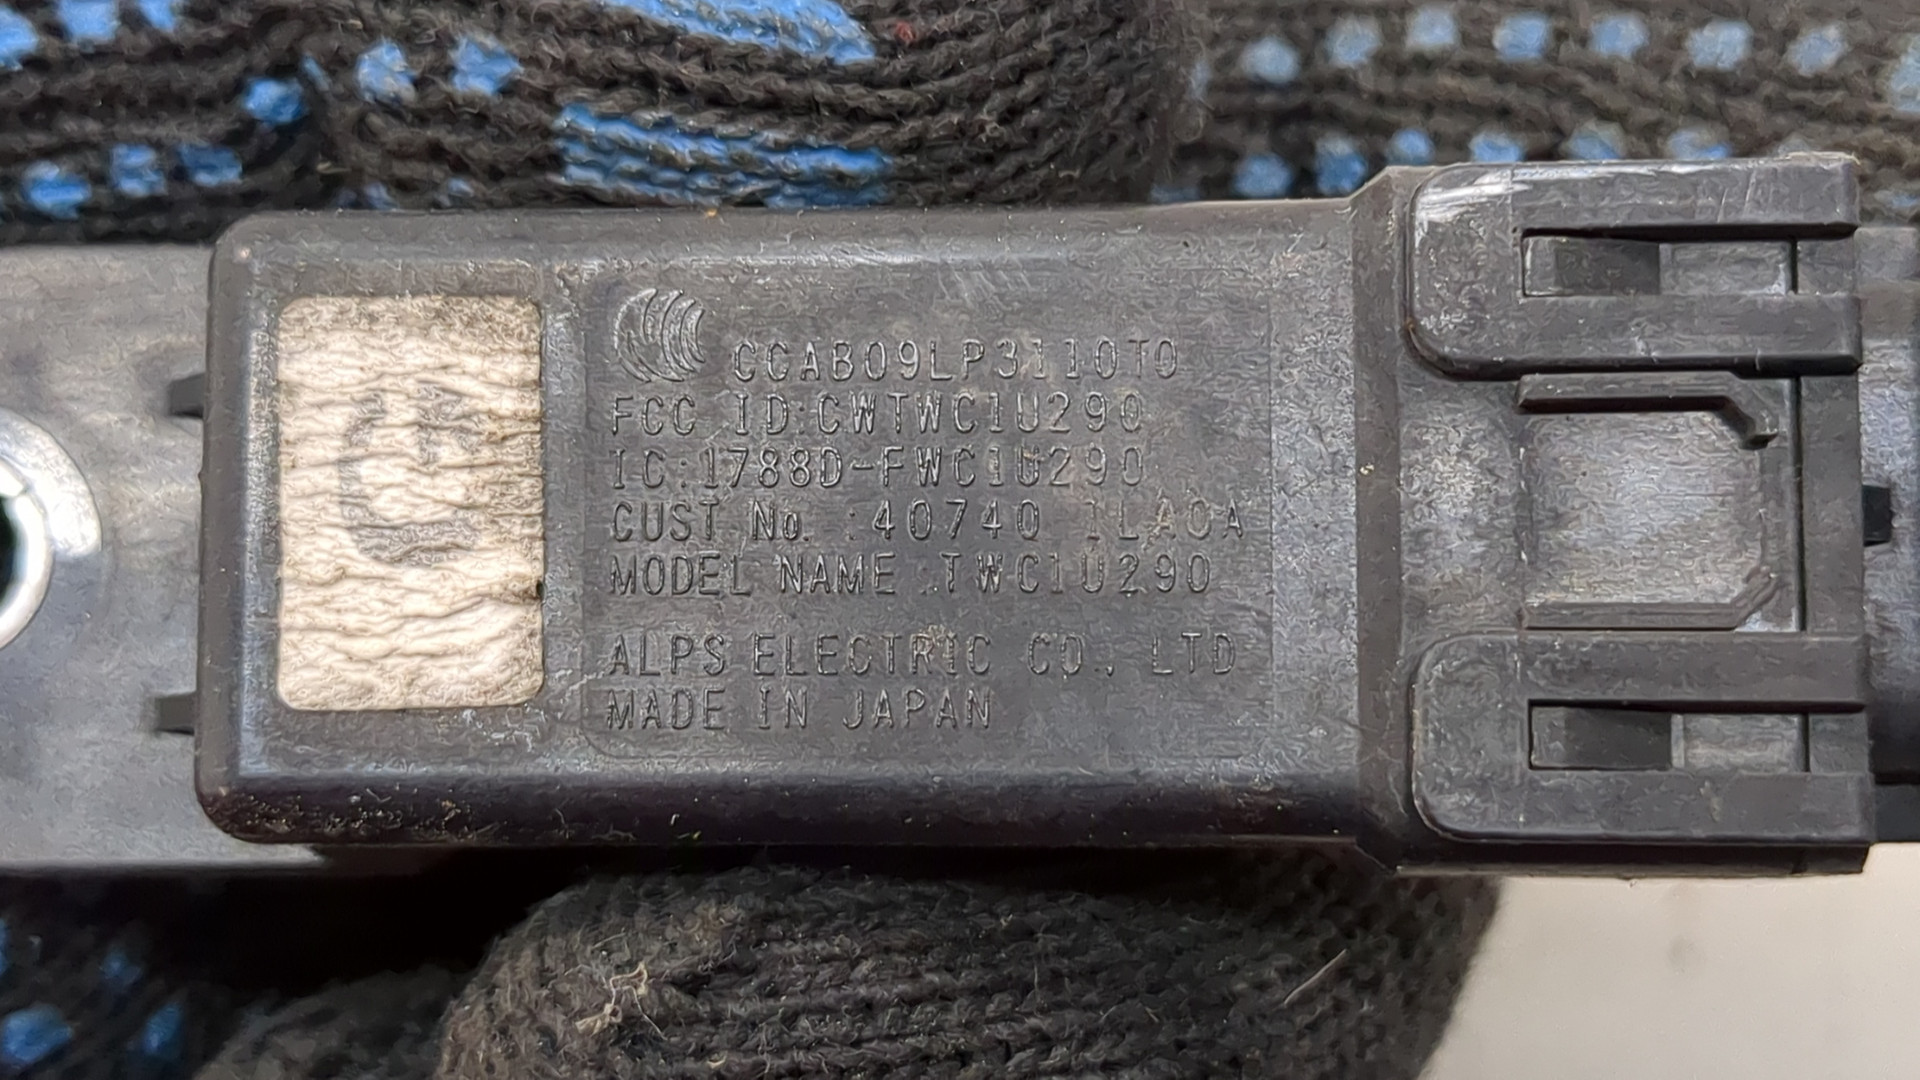 CCAB09LP3110T0
FCC ID:CWTWC1U290
IC:1788D-FWC1U290
CUST No. :40740 1LA0A
MODEL NAME :TWC1U290
ALPS ELECTRIC CO., LTD
MADE IN JAPAN